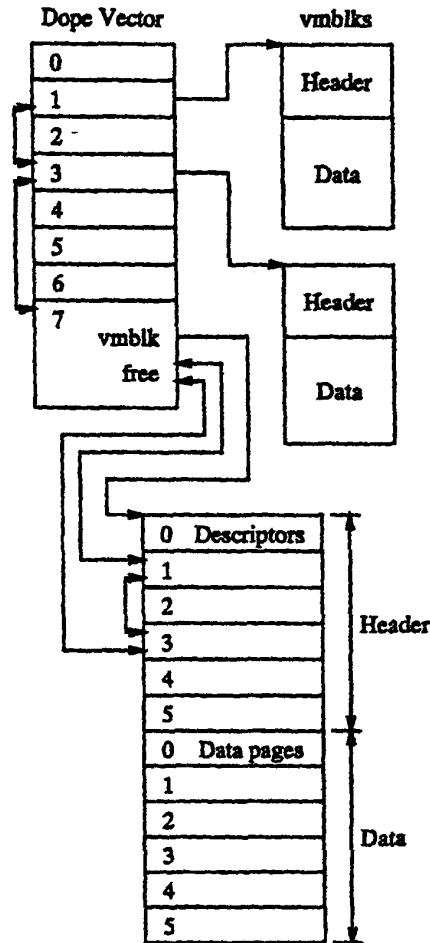 Dope Vector
vmblks
0
1
2
3
4
5
6
7
vmblk
free
Header
Data
Header
Data
0 Descriptors
1
2
3
4
5
Header
0 Data pages
1
2
3
4
5
Data